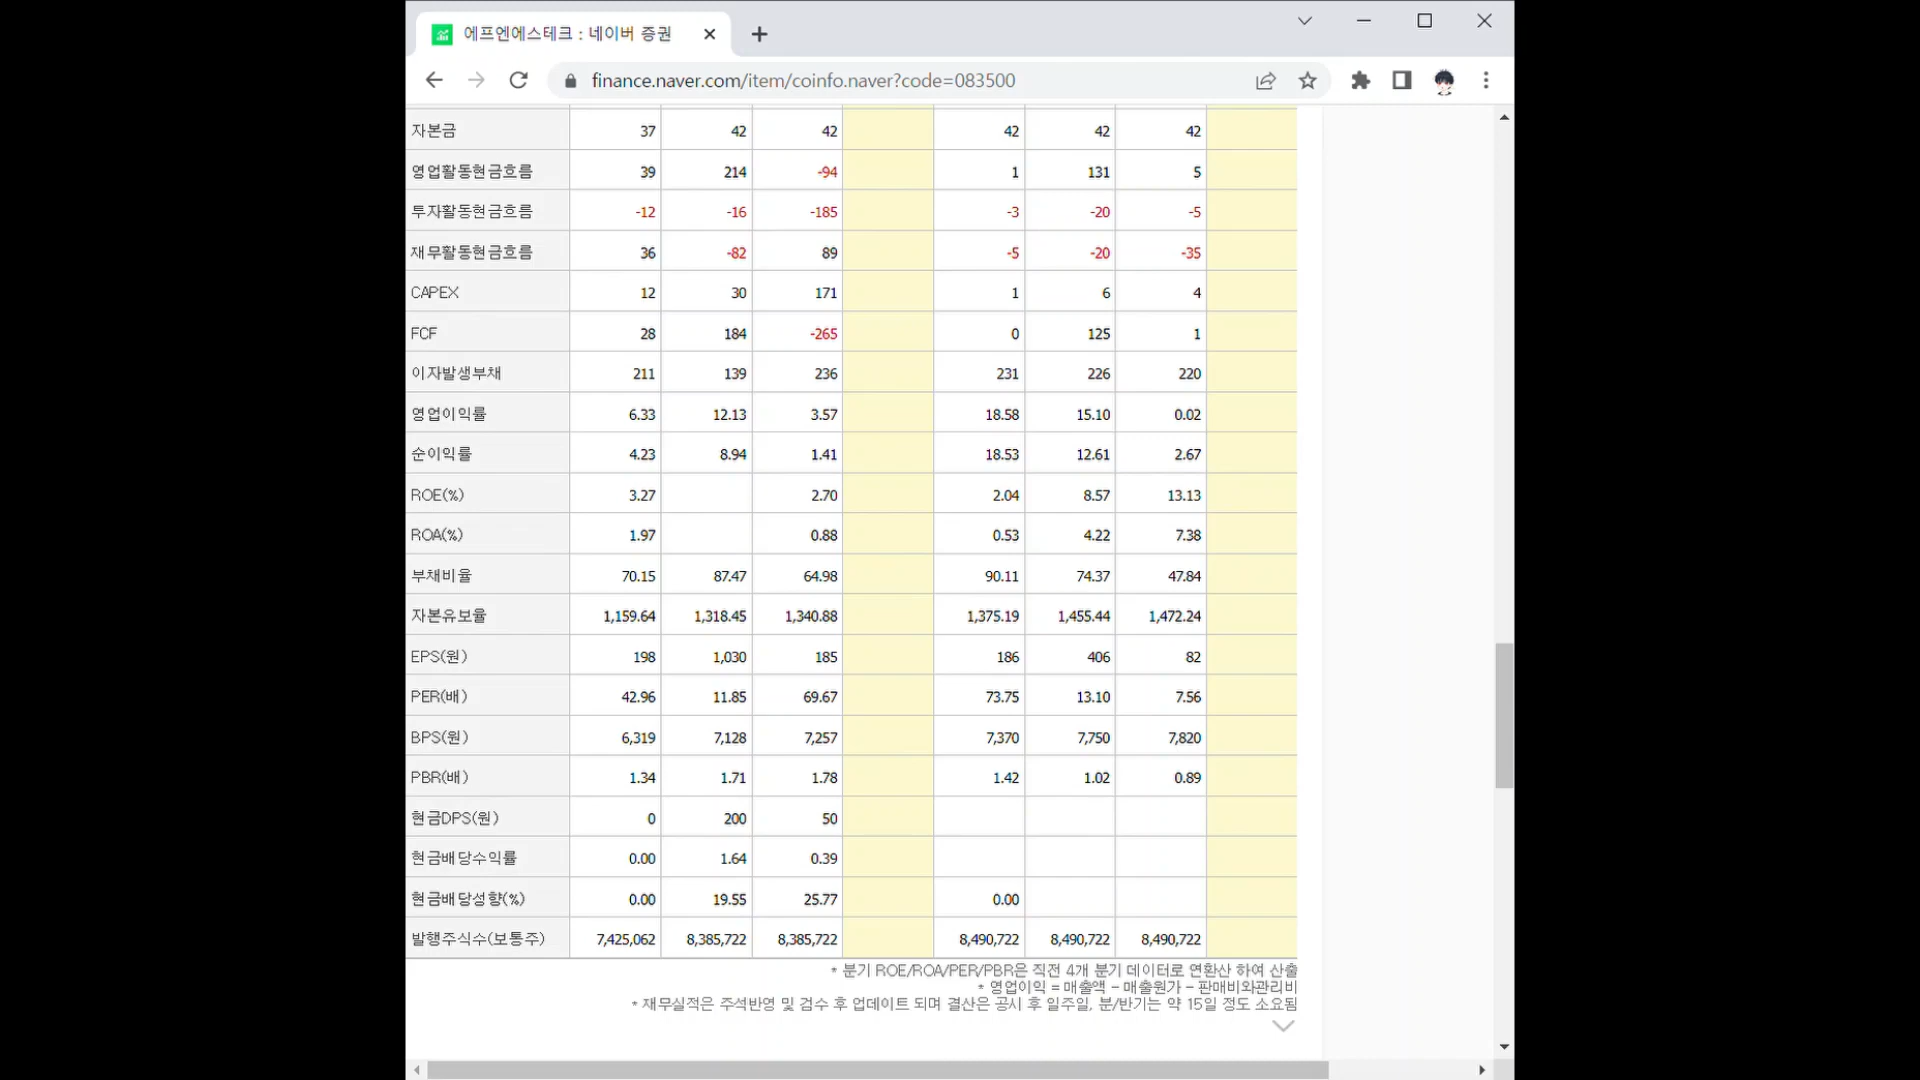 에프엔에스테크 : 네이버 증권
finance.naver.com/item/coinfo.naver?code=083500
자본금 37 42 42 42 42 42
영업활동현금흐름 39 214 -94 1 131 5
투자활동현금흐름 -12 -16 -185 -3 -20 -5
재무활동현금흐름 36 -82 89 -5 -20 -35
CAPEX 12 30 171 1 6 4
FCF 28 184 -265 0 125 1
이자발생부채 211 139 236 231 226 220
영업이익률 6.33 12.13 3.57 18.58 15.10 0.02
순이익률 4.23 8.94 1.41 18.53 12.61 2.67
ROE(%) 3.27 2.70 2.04 8.57 13.13
ROA(%) 1.97 0.88 0.53 4.22 7.38
부채비율 70.15 87.47 64.98 90.11 74.37 47.84
자본유보율 1,159.64 1,318.45 1,340.88 1,375.19 1,455.44 1,472.24
EPS(원) 198 1,030 185 186 406 82
PER(배) 42.96 11.85 69.67 73.75 13.10 7.56
BPS(원) 6,319 7,128 7,257 7,370 7,750 7,820
PBR(배) 1.34 1.71 1.78 1.42 1.02 0.89
현금DPS(원) 0 200 50
현금배당수익률 0.00 1.64 0.39
현금배당성향(%) 0.00 19.55 25.77 0.00
발행주식수(보통주) 7,425,062 8,385,722 8,385,722 8,490,722 8,490,722 8,490,722
* 분기 ROE/ROA/PER/PBR은 직전 4개 분기 데이터로 연환산 하여 산출
* 영업이익 = 매출액 - 매출원가 - 판매비와관리비
* 재무실적은 주석반영 및 검수 후 업데이트 되며 결산은 공시 후 일주일, 분/반기는 약 15일 정도 소요됨